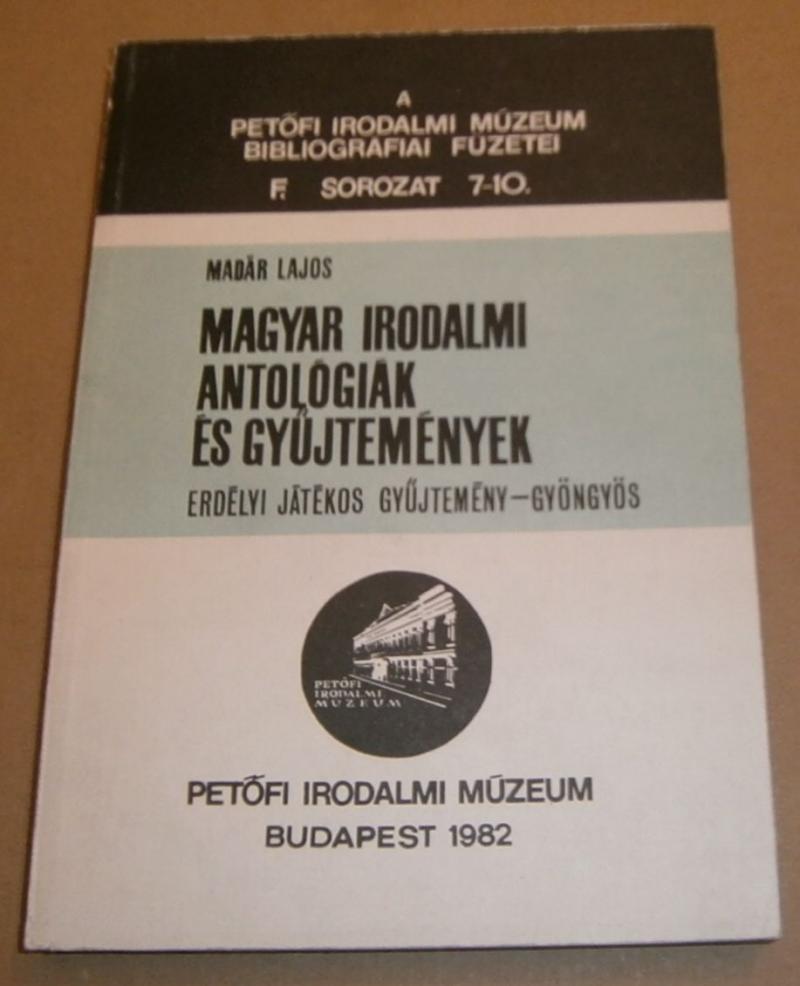 A
PETŐFI IRODALMI MÚZEUM
BIBLIOGRÁFIAI FÜZETEI
F. SOROZAT 7-10.
MADÁR LAJOS
MAGYAR IRODALMI
ANTOLÓGIÁK
ÉS GYŰJTEMÉNYEK
ERDÉLYI JÁTÉKOS GYŰJTEMÉNY—GYÖNGYÖS
PETŐFI
IRODALMI
MÚZEUM
PETŐFI IRODALMI MÚZEUM
BUDAPEST 1982